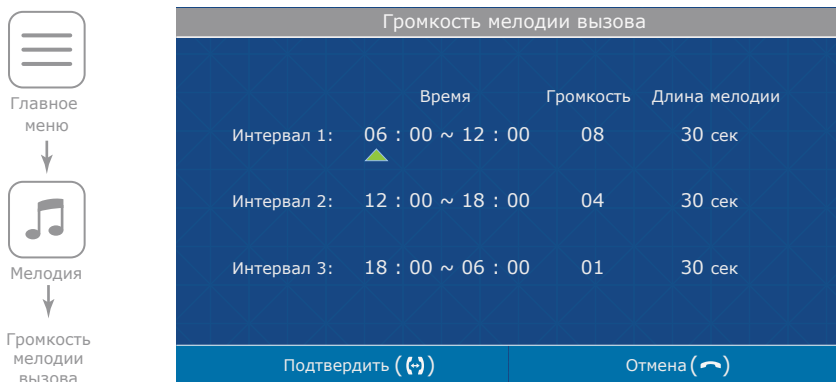 Главное
меню
Мелодия
Громкость
мелодии
вызова
Громкость мелодии вызова
Время Громкость Длина мелодии
Интервал 1: 06 : 00 ~ 12 : 00 08 30 сек
Интервал 2: 12 : 00 ~ 18 : 00 04 30 сек
Интервал 3: 18 : 00 ~ 06 : 00 01 30 сек
Подтвердить ( ) Отмена ( )